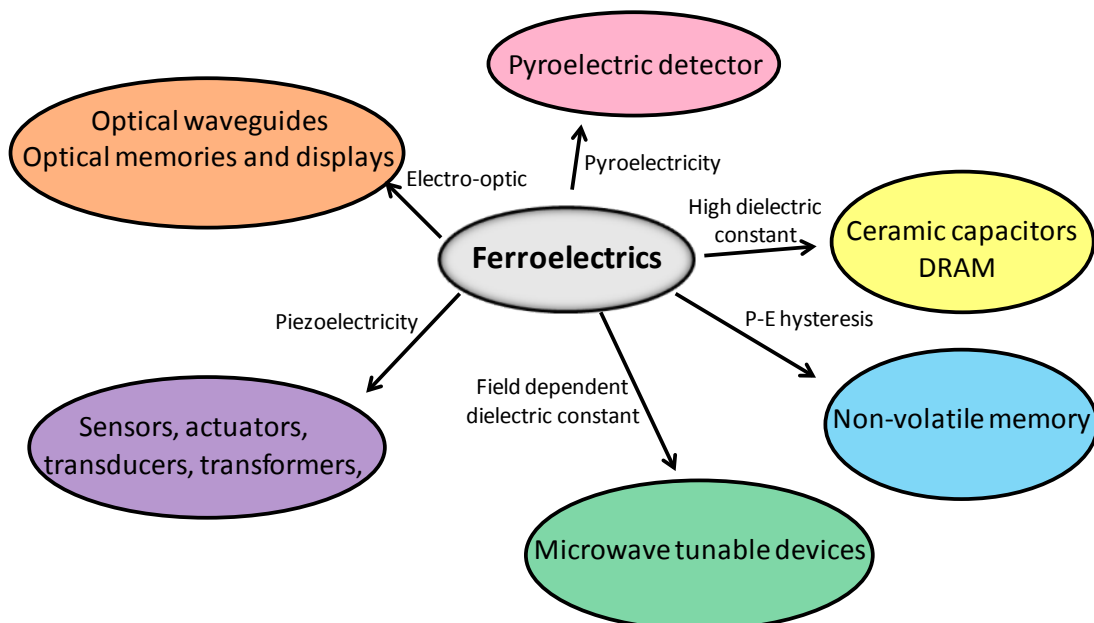 Pyroelectric detector
Optical waveguides
Optical memories and displays
Electro-optic
Pyroelectricity
High dielectric
constant
Ceramic capacitors
DRAM
Ferroelectrics
Piezoelectricity
P-E hysteresis
Field dependent
dielectric constant
Sensors, actuators,
transducers, transformers,
Non-volatile memory
Microwave tunable devices